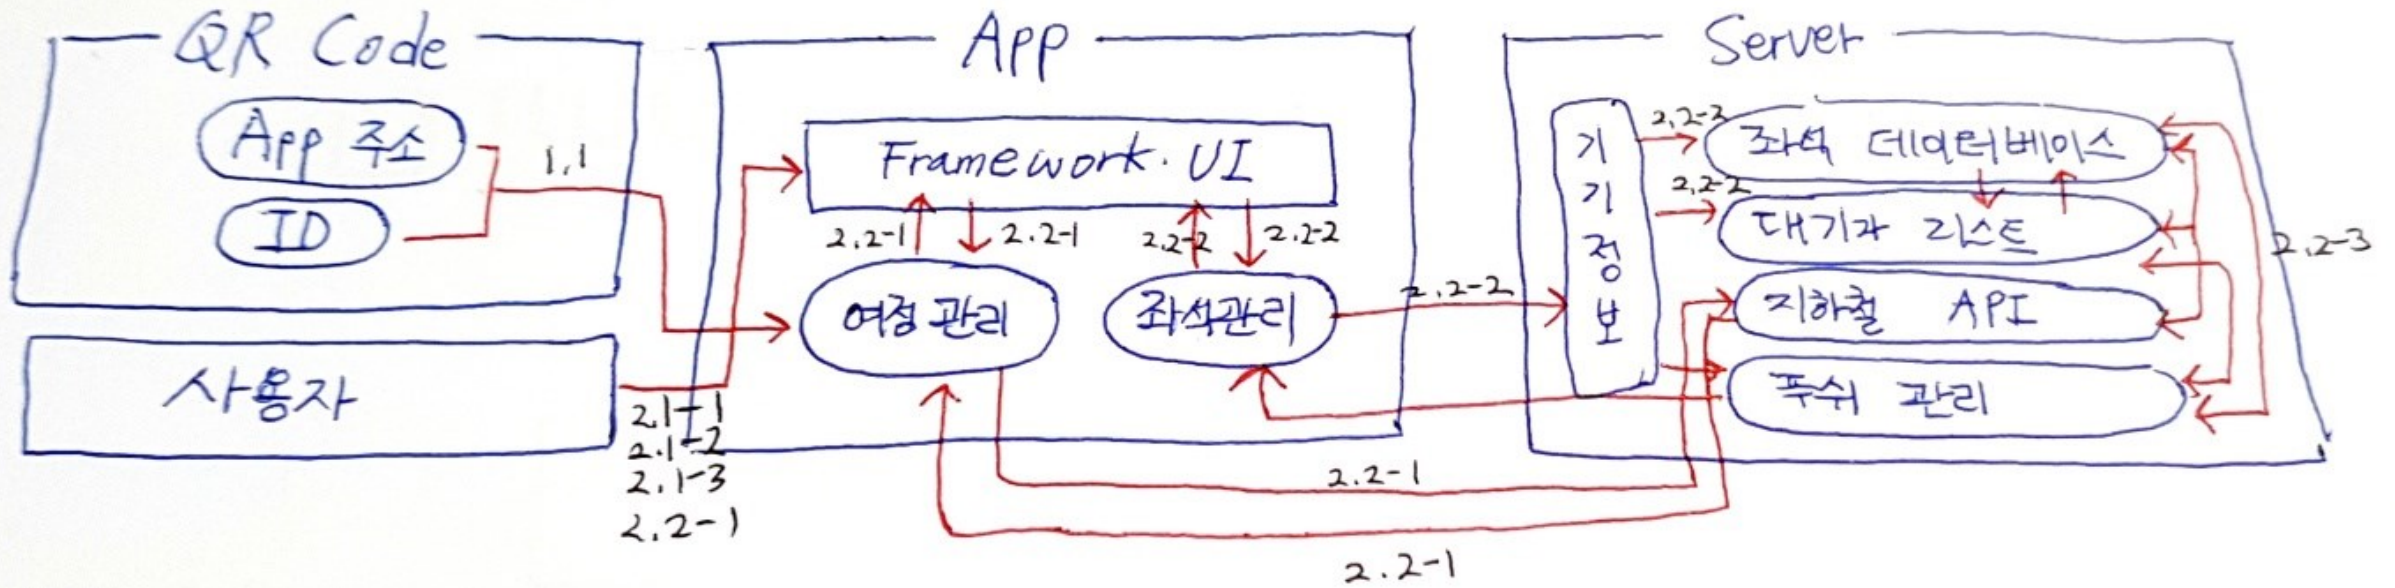 QR Code
App 주소
ID
1.1
사용자
2.1-1
2.1-2
2.1-3
2.2-1
App
Framework. UI
2.2-1
2.2-1
2.2-2
2.2-2
여정 관리
좌석관리
2.2-2
2.2-1
2.2-1
Server
기
기
정
보
2.2-2
2.2-2
좌석 데이터베이스
대기자 리스트
지하철 API
푸쉬 관리
2.2-3